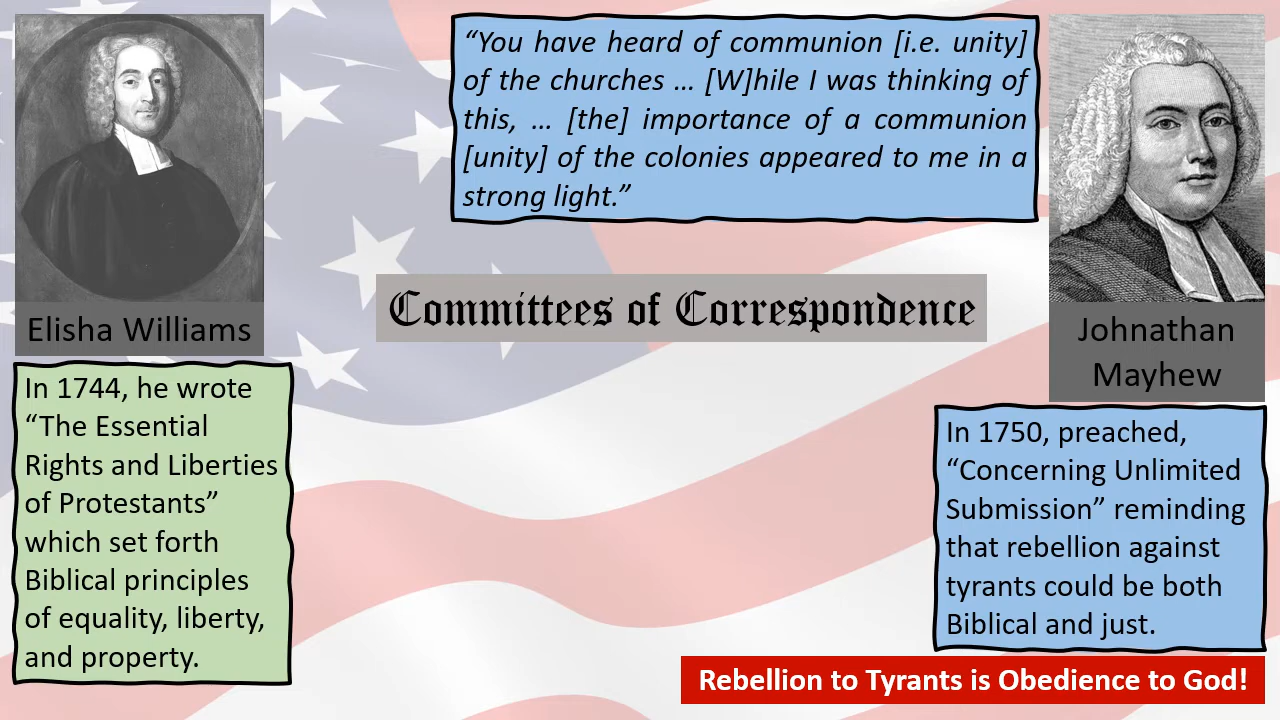 “You have heard of communion [i.e. unity]
of the churches … [W]hile I was thinking of
this, … [the] importance of a communion
[unity] of the colonies appeared to me in a
strong light.”
Committees of Correspondence
Elisha Williams
In 1744, he wrote
“The Essential
Rights and Liberties
of Protestants”
which set forth
Biblical principles
of equality, liberty,
and property.
Johnathan
Mayhew
In 1750, preached,
“Concerning Unlimited
Submission” reminding
that rebellion against
tyrants could be both
Biblical and just.
Rebellion to Tyrants is Obedience to God!